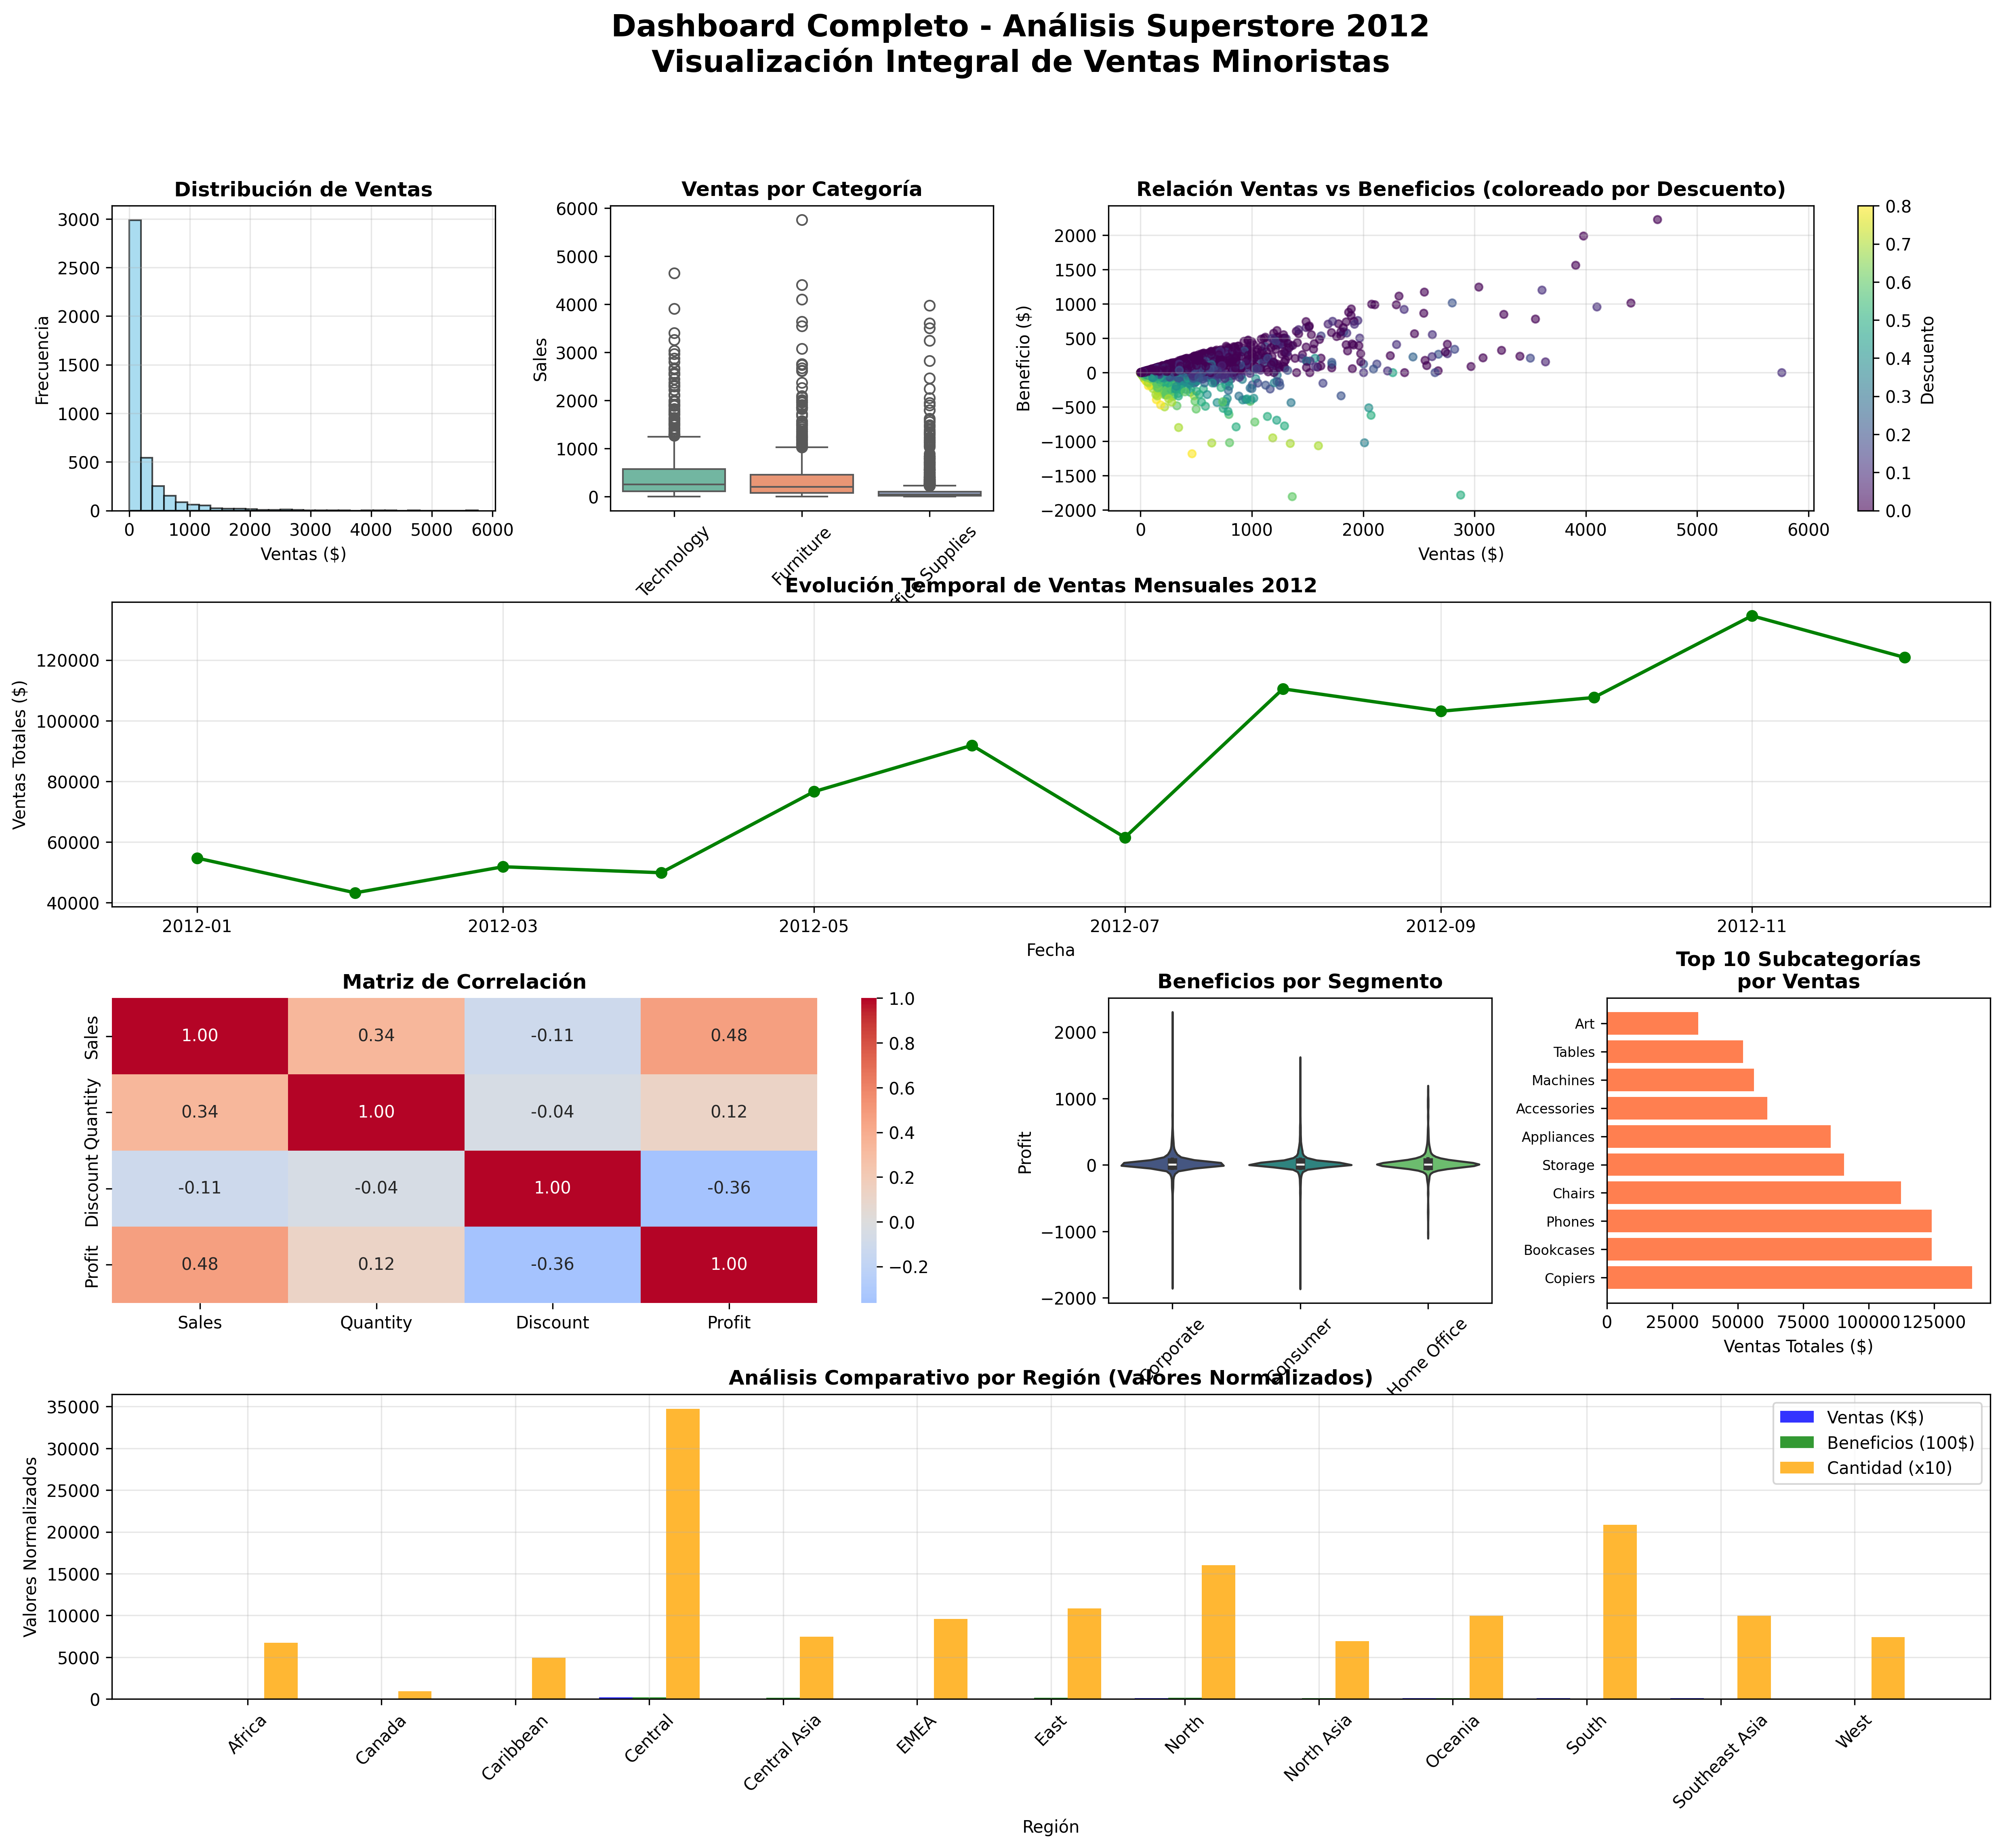 Dashboard Completo - Análisis Superstore 2012
Visualización Integral de Ventas Minoristas
Distribución de Ventas
Frecuencia
3000
2500
2000
1500
1000
500
0
0 1000 2000 3000 4000 5000 6000
Ventas ($)
Ventas por Categoría
Sales
6000
5000
4000
3000
2000
1000
0
Technology
Furniture
Supplies
Relación Ventas vs Beneficios (coloreado por Descuento)
Beneficio ($)
2000
1500
1000
500
0
−500
−1000
−1500
−2000
0 1000 2000 3000 4000 5000 6000
Ventas ($)
0.8
0.7
0.6
0.5
0.4
0.3
0.2
0.1
0.0
Descuento
Evolución Temporal de Ventas Mensuales 2012
Ventas Totales ($)
120000
100000
80000
60000
40000
2012-01 2012-03 2012-05 2012-07 2012-09 2012-11
Fecha
Matriz de Correlación
Sales 1.00 0.34 -0.11 0.48
Quantity 0.34 1.00 -0.04 0.12
Discount -0.11 -0.04 1.00 -0.36
Profit 0.48 0.12 -0.36 1.00
Sales Quantity Discount Profit
1.0
0.8
0.6
0.4
0.2
0.0
−0.2
Beneficios por Segmento
Profit
2000
1000
0
−1000
−2000
Corporate
Consumer
Home Office
Top 10 Subcategorías
por Ventas
Art
Tables
Machines
Accessories
Appliances
Storage
Chairs
Phones
Bookcases
Copiers
0 25000 50000 75000 100000 125000
Ventas Totales ($)
Análisis Comparativo por Región (Valores Normalizados)
Valores Normalizados
35000
30000
25000
20000
15000
10000
5000
0
Ventas (K$)
Beneficios (100$)
Cantidad (x10)
Africa
Canada
Caribbean
Central
Central Asia
EMEA
East
North
North Asia
Oceania
South
Southeast Asia
West
Región